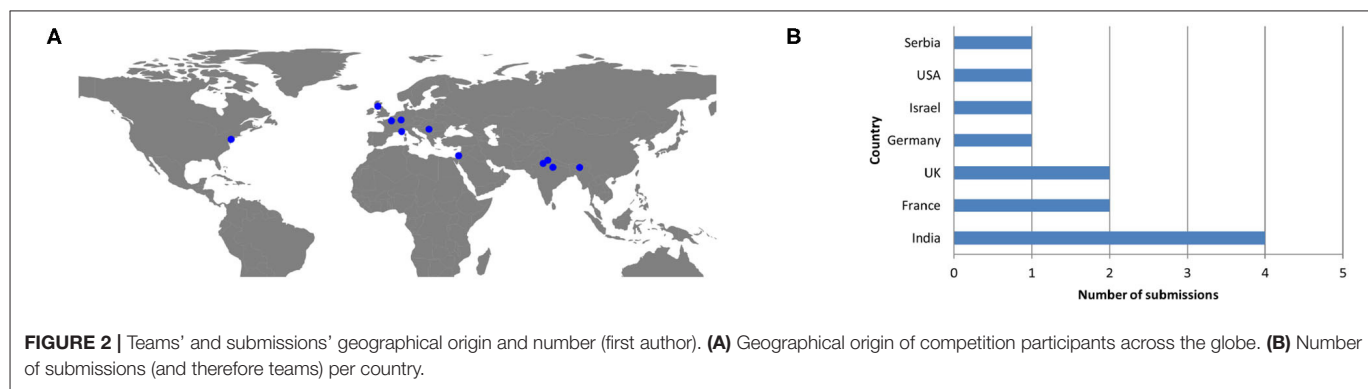 A
B
Serbia
USA
Israel
Germany
UK
France
India
Country
0 1 2 3 4 5
Number of submissions
FIGURE 2 | Teams’ and submissions’ geographical origin and number (first author). (A) Geographical origin of competition participants across the globe. (B) Number
of submissions (and therefore teams) per country.